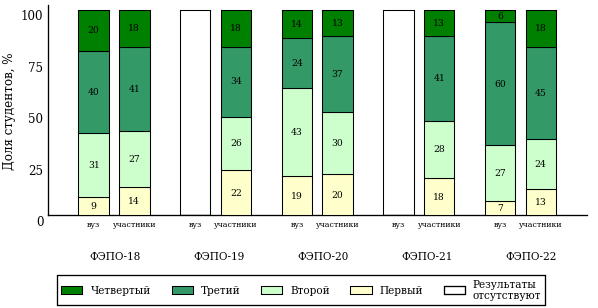 Доля студентов, %
100
75
50
25
0
20 18 18 14 13 13 6 18
40 41 34 24 37 41 60 45
31 27 26 43 30 28 27 24
9 14 22 19 20 18 7 13
вуз участники вуз участники вуз участники вуз участники вуз участники
ФЭПО-18 ФЭПО-19 ФЭПО-20 ФЭПО-21 ФЭПО-22
Четвертый Третий Второй Первый Результаты
отсутствуют